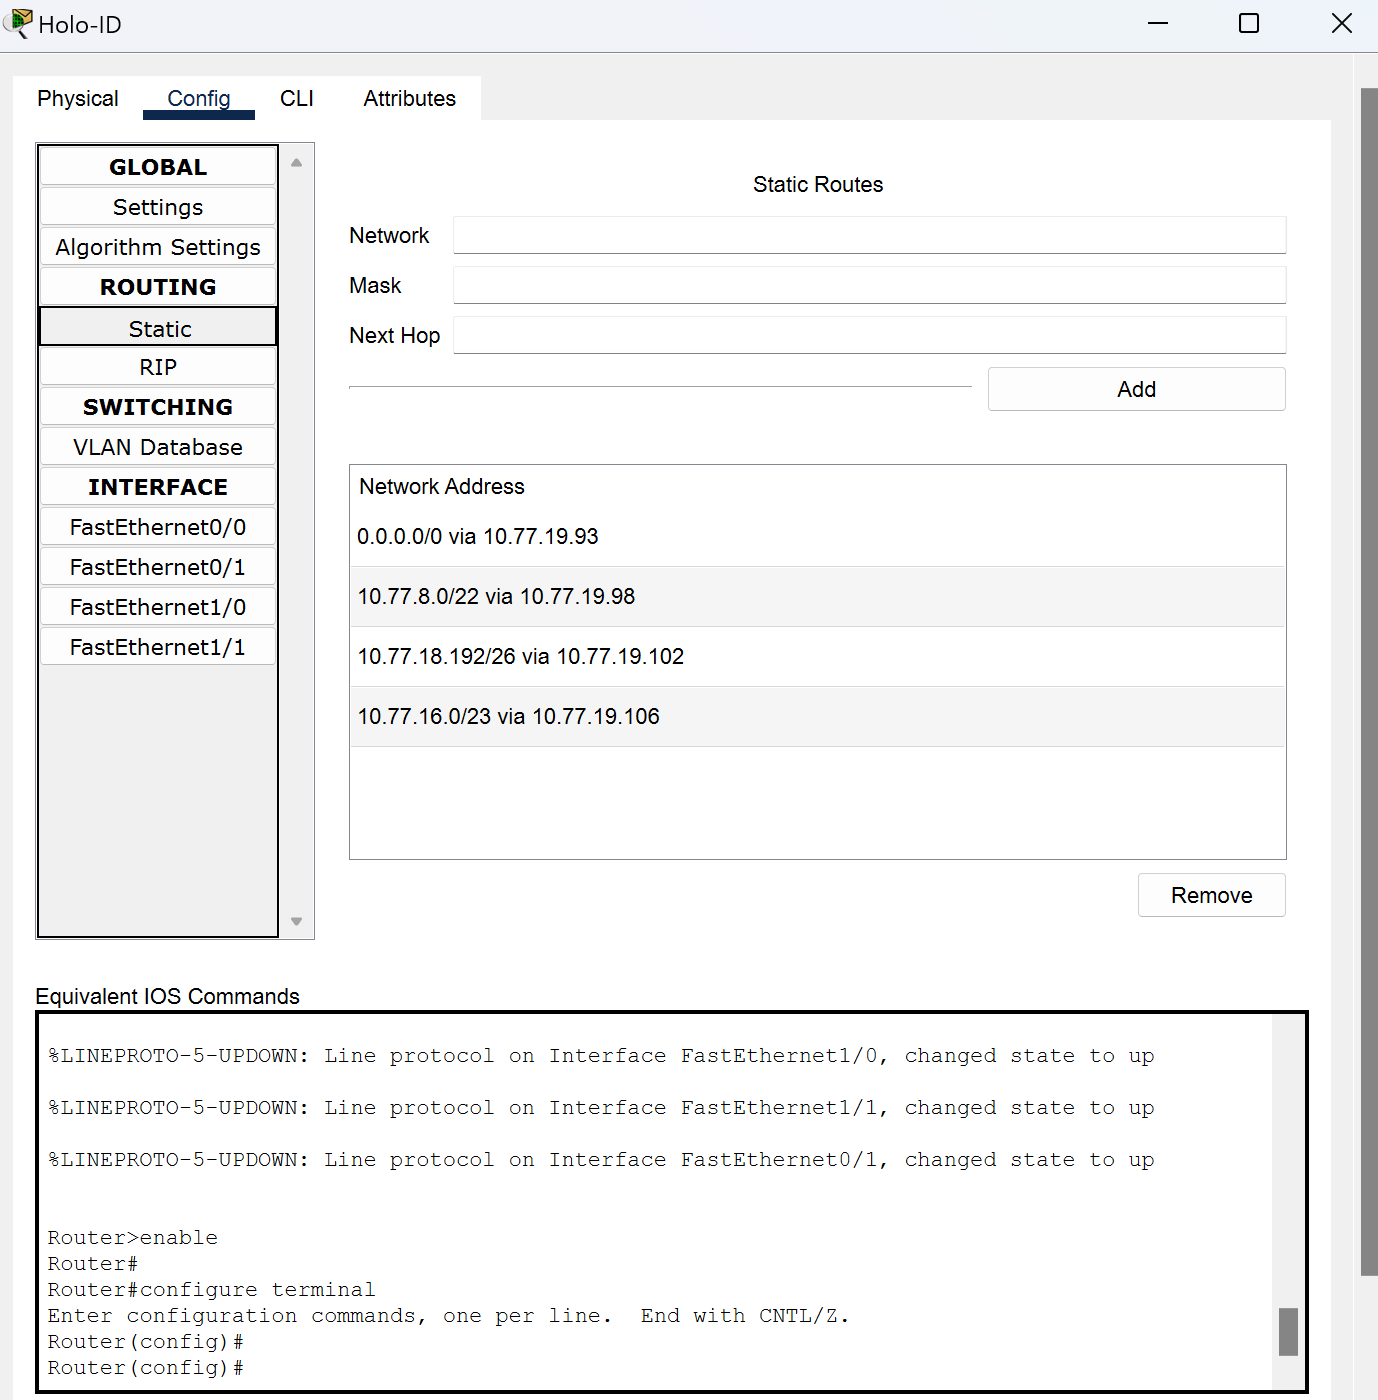 Holo-ID
Physical Config CLI Attributes
GLOBAL
Settings
Algorithm Settings
ROUTING
Static
RIP
SWITCHING
VLAN Database
INTERFACE
FastEthernet0/0
FastEthernet0/1
FastEthernet1/0
FastEthernet1/1
Static Routes
Network
Mask
Next Hop
Add
Network Address
0.0.0.0/0 via 10.77.19.93
10.77.8.0/22 via 10.77.19.98
10.77.18.192/26 via 10.77.19.102
10.77.16.0/23 via 10.77.19.106
Remove
Equivalent IOS Commands
%LINEPROTO-5-UPDOWN: Line protocol on Interface FastEthernet1/0, changed state to up
%LINEPROTO-5-UPDOWN: Line protocol on Interface FastEthernet1/1, changed state to up
%LINEPROTO-5-UPDOWN: Line protocol on Interface FastEthernet0/1, changed state to up
Router>enable
Router#
Router#configure terminal
Enter configuration commands, one per line.  End with CNTL/Z.
Router(config)#
Router(config)#